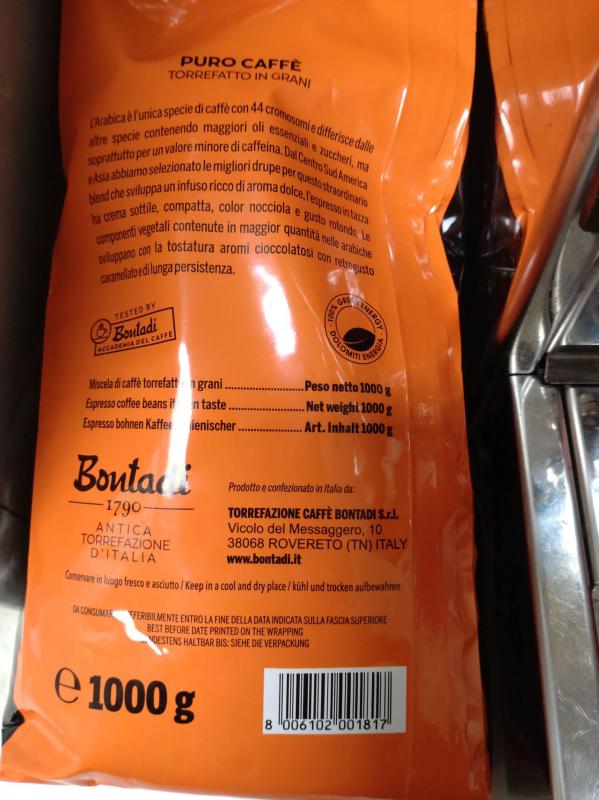 PURO CAFFÈ
TORREFATTO IN GRANI
L'Arabica è l'unica specie di caffè con 44 cromosomi e differisce dalle
altre specie contenendo maggiori oli essenziali e zuccheri, ma
soprattutto per un valore minore di caffeina. Dal Centro Sud America
e Asia abbiamo selezionato le migliori drupe per questo straordinario
blend che sviluppa un infuso ricco di aroma dolce, l'espresso in tazza
ha crema sottile, compatta, color nocciola e gusto rotondo. Le
componenti vegetali contenute in maggior quantità nelle arabiche
sviluppano con la tostatura aromi cioccolatosi con retrogusto
caramellato e di lunga persistenza.
TESTED BY
Bontadi
ACCADEMIA DEL CAFFÈ
100% GREEN ENERGY
DOLOMITI ENERGIA
Miscela di caffè in grani ........................ Peso netto 1000 g
Espresso coffee beans taste ...................... Net weight 1000 g
Espresso bohnen Kaffee ...................... Art. Inhalt 1000 g
Bontadi
1790
ANTICA
TORREFAZIONE
D'ITALIA
Prodotto e confezionato in Italia da:
TORREFAZIONE CAFFÈ BONTADI S.r.l.
Vicolo del Messaggero, 10
38068 ROVERETO (TN) ITALY
www.bontadi.it
Conservare in luogo fresco e asciutto / Keep in a cool and dry place / kühl und trocken aufbewahren
DA ENTRO LA FINE DELLA DATA INDICATA SULLA FASCIA SUPERIORE
BEST BEFORE DATE PRINTED ON THE WRAPPING
HALTBAR BIS: SIEHE DIE VERPACKUNG
e 1000 g
8 006102 001817